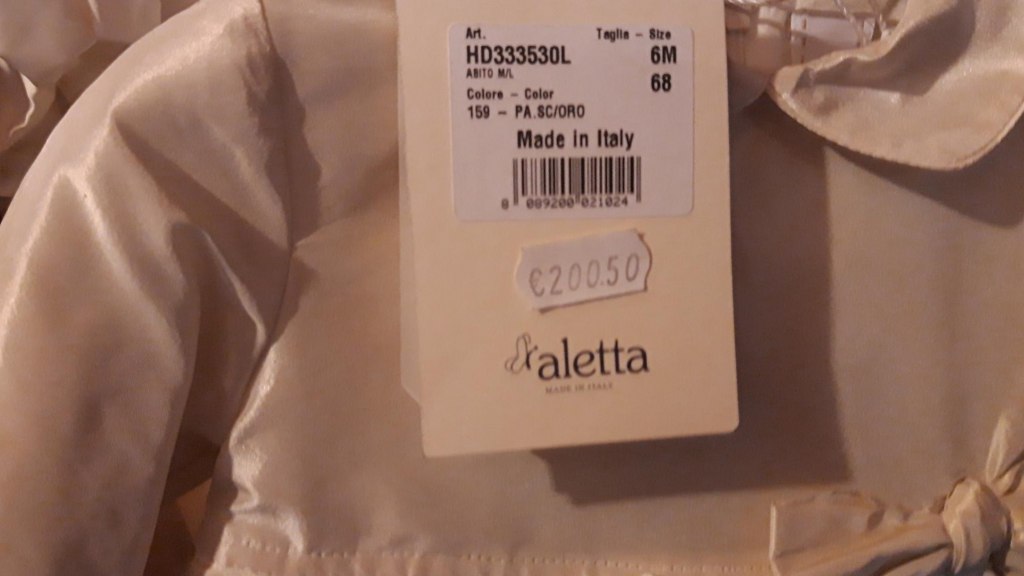 Art. Taglia - Size
HD333530L 6M
ABITO M/L 68
Colore - Color
159 - PA.SC/ORO
Made in Italy
8 089200 021024
€200.50
aletta
MADE IN ITALY